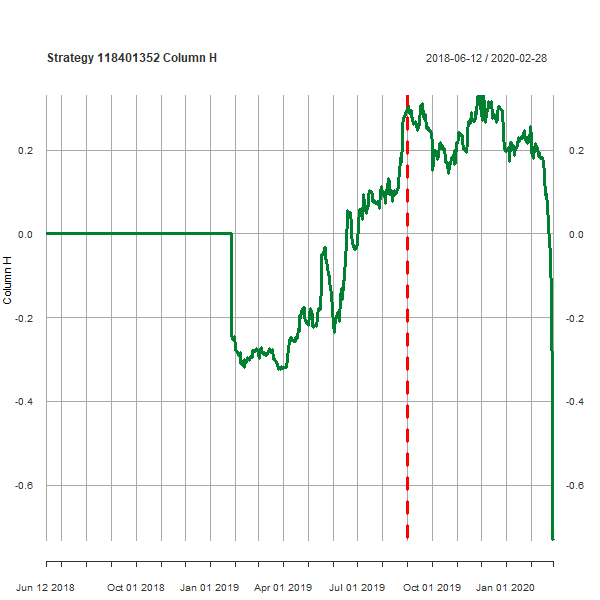 Strategy 118401352 Column H
2018-06-12 / 2020-02-28
0.2
0.2
0.0
0.0
-0.2
-0.2
-0.4
-0.4
-0.6
-0.6
Column H
Jun 12 2018
Oct 01 2018
Jan 01 2019
Apr 01 2019
Jul 01 2019
Oct 01 2019
Jan 01 2020